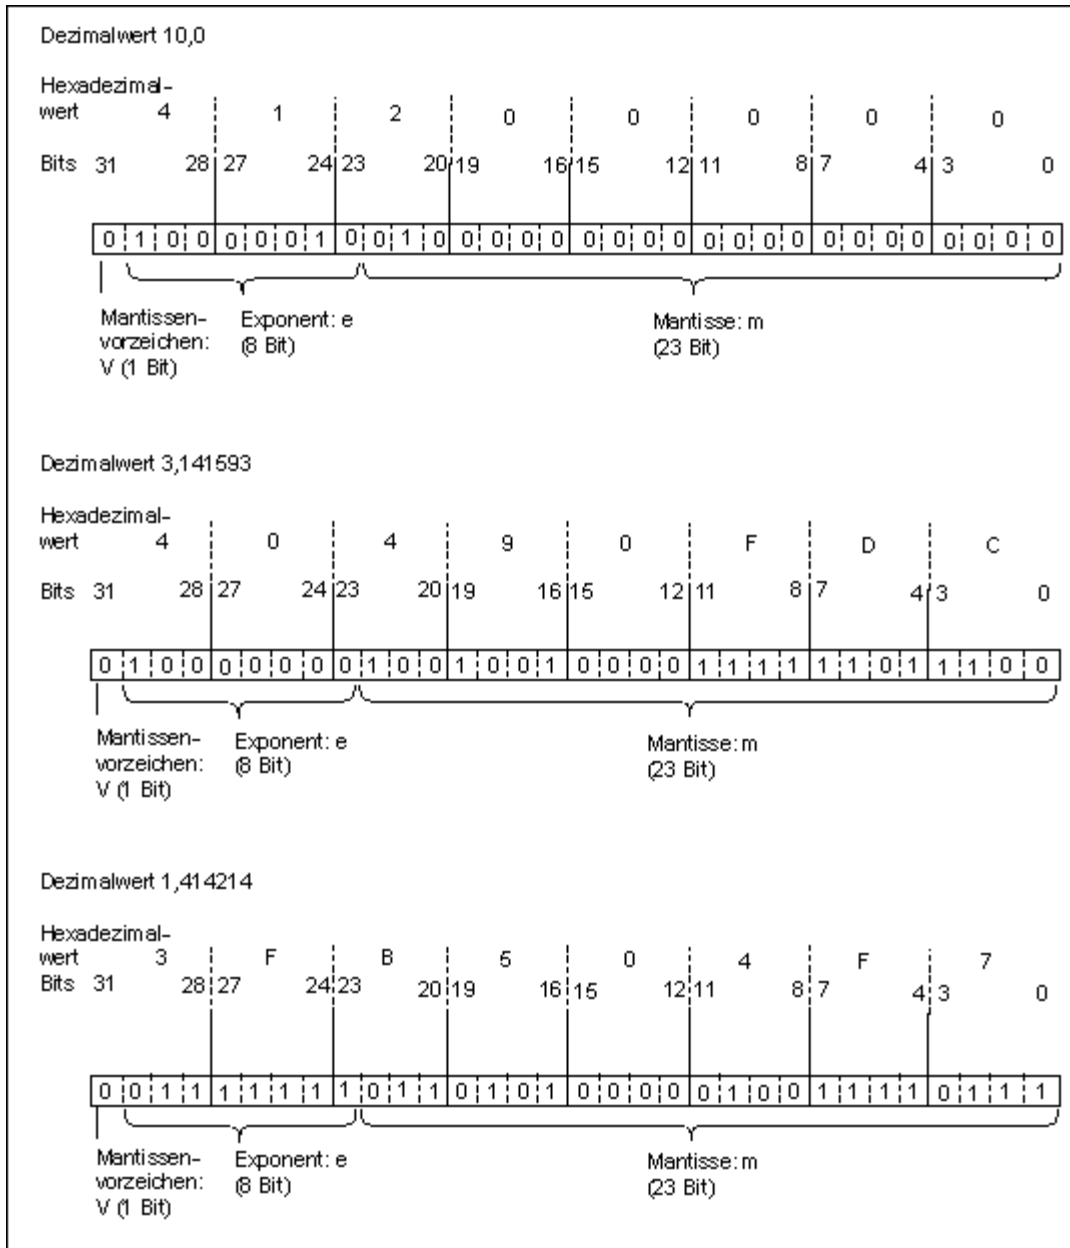 Dezimalwert 10,0
Hexadezimal-
wert 4 1 2 0 0 0 0 0
Bits 31 28 27 24 23 20 19 16 15 12 11 8 7 4 3 0
0 1 0 0 0 0 0 1 0 0 1 0 0 0 0 0 0 0 0 0 0 0 0 0 0 0 0 0 0 0 0 0
Mantissen-
vorzeichen:
V (1 Bit)
Exponent: e
(8 Bit)
Mantisse: m
(23 Bit)
Dezimalwert 3,141593
Hexadezimal-
wert 4 0 4 9 0 F D C
Bits 31 28 27 24 23 20 19 16 15 12 11 8 7 4 3 0
0 1 0 0 0 0 0 0 0 1 0 0 1 0 0 1 0 0 0 0 1 1 1 1 1 1 0 1 1 1 0 0
Mantissen-
vorzeichen:
V (1 Bit)
Exponent: e
(8 Bit)
Mantisse: m
(23 Bit)
Dezimalwert 1,414214
Hexadezimal-
wert 3 F B 5 0 4 F 7
Bits 31 28 27 24 23 20 19 16 15 12 11 8 7 4 3 0
0 0 1 1 1 1 1 1 1 0 1 1 0 1 0 1 0 0 0 0 0 1 0 0 1 1 1 1 0 1 1 1
Mantissen-
vorzeichen:
V (1 Bit)
Exponent: e
(8 Bit)
Mantisse: m
(23 Bit)